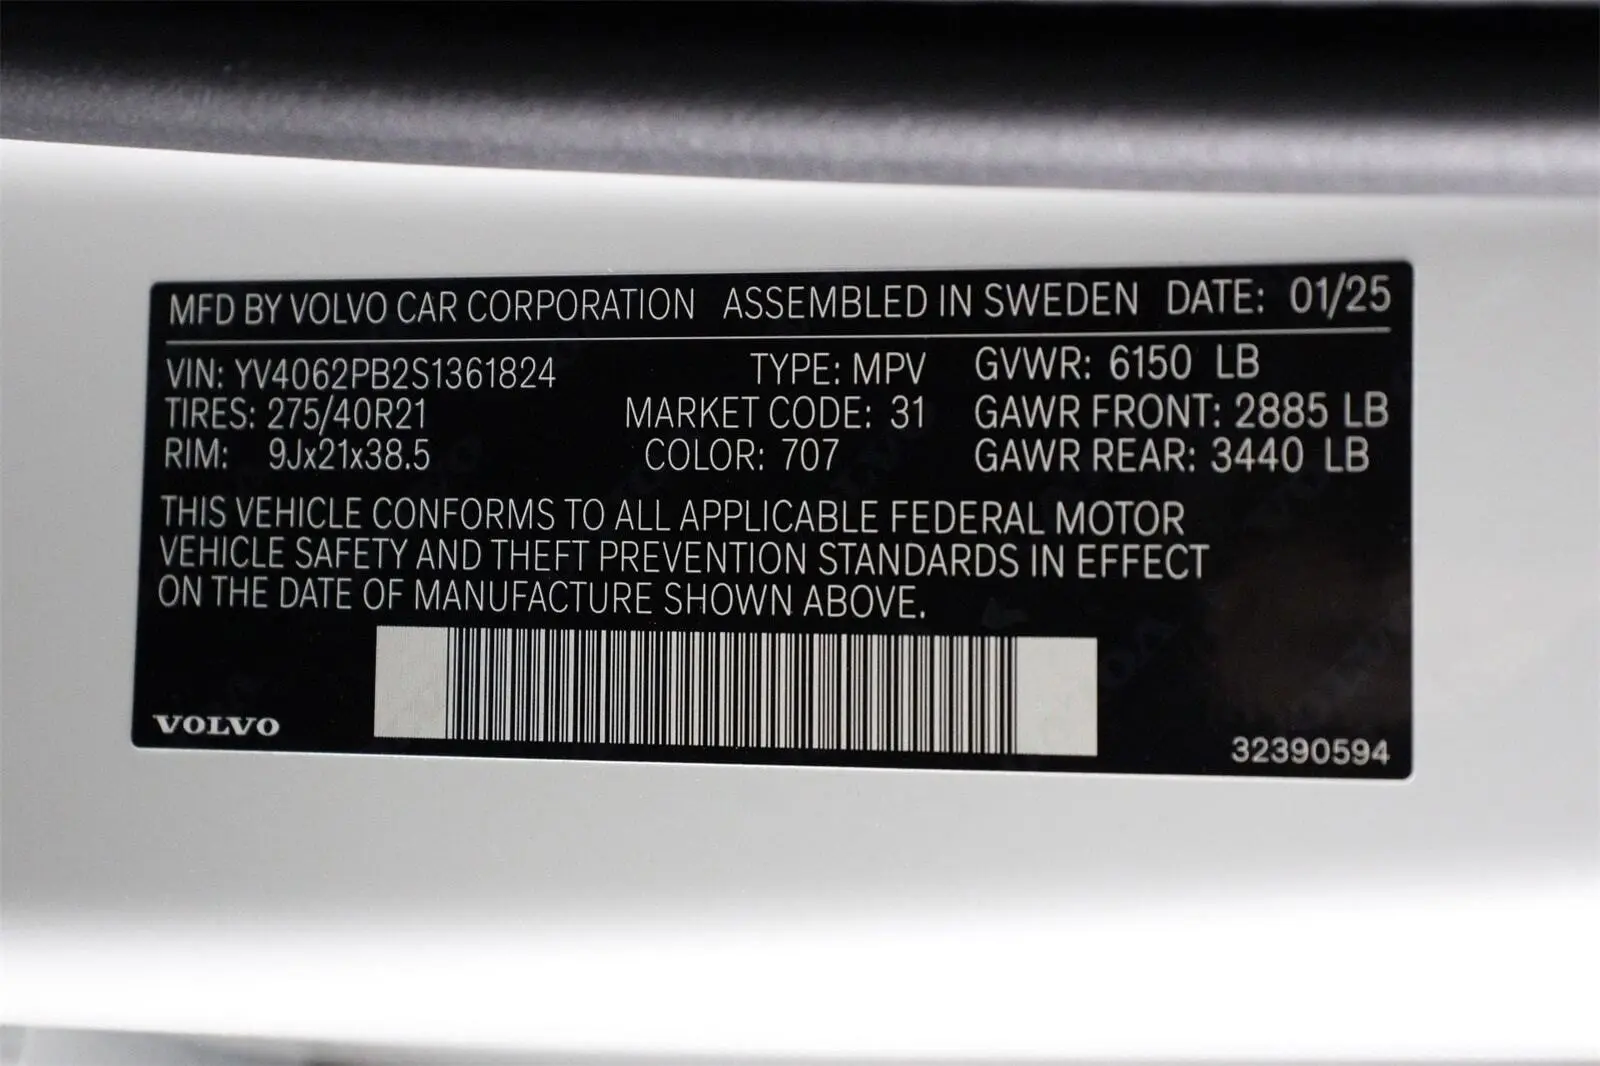 MFD BY VOLVO CAR CORPORATION ASSEMBLED IN SWEDEN DATE: 01/25
VIN: YV4062PB2S1361824 TYPE: MPV GVWR: 6150 LB
TIRES: 275/40R21 MARKET CODE: 31 GAWR FRONT: 2885 LB
RIM: 9Jx21x38.5 COLOR: 707 GAWR REAR: 3440 LB
THIS VEHICLE CONFORMS TO ALL APPLICABLE FEDERAL MOTOR
VEHICLE SAFETY AND THEFT PREVENTION STANDARDS IN EFFECT
ON THE DATE OF MANUFACTURE SHOWN ABOVE.
VOLVO
32390594